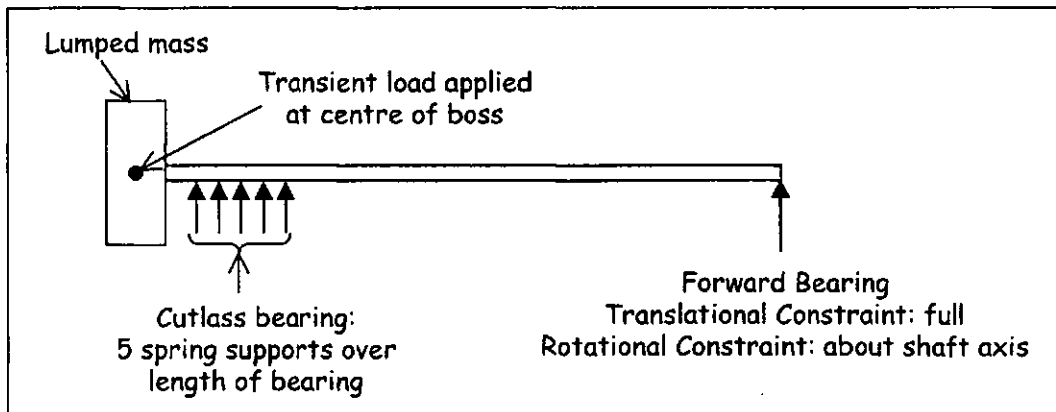 Lumped mass
Transient load applied
at centre of boss
Cutlass bearing:
5 spring supports over
length of bearing
Forward Bearing
Translational Constraint: full
Rotational Constraint: about shaft axis